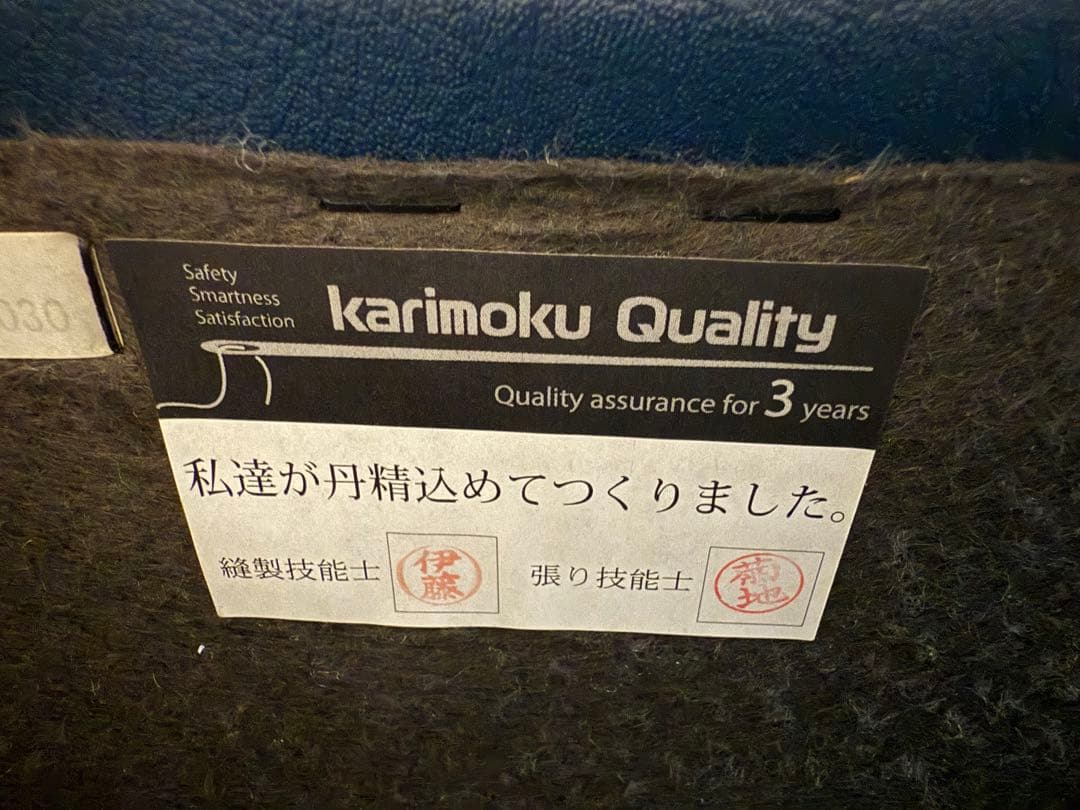 030
Safety
Smartness
Satisfaction
karimoku Quality
Quality assurance for 3 years
私達が丹精込めてつくりました。
縫製技能士 伊藤 張り技能士 菊地